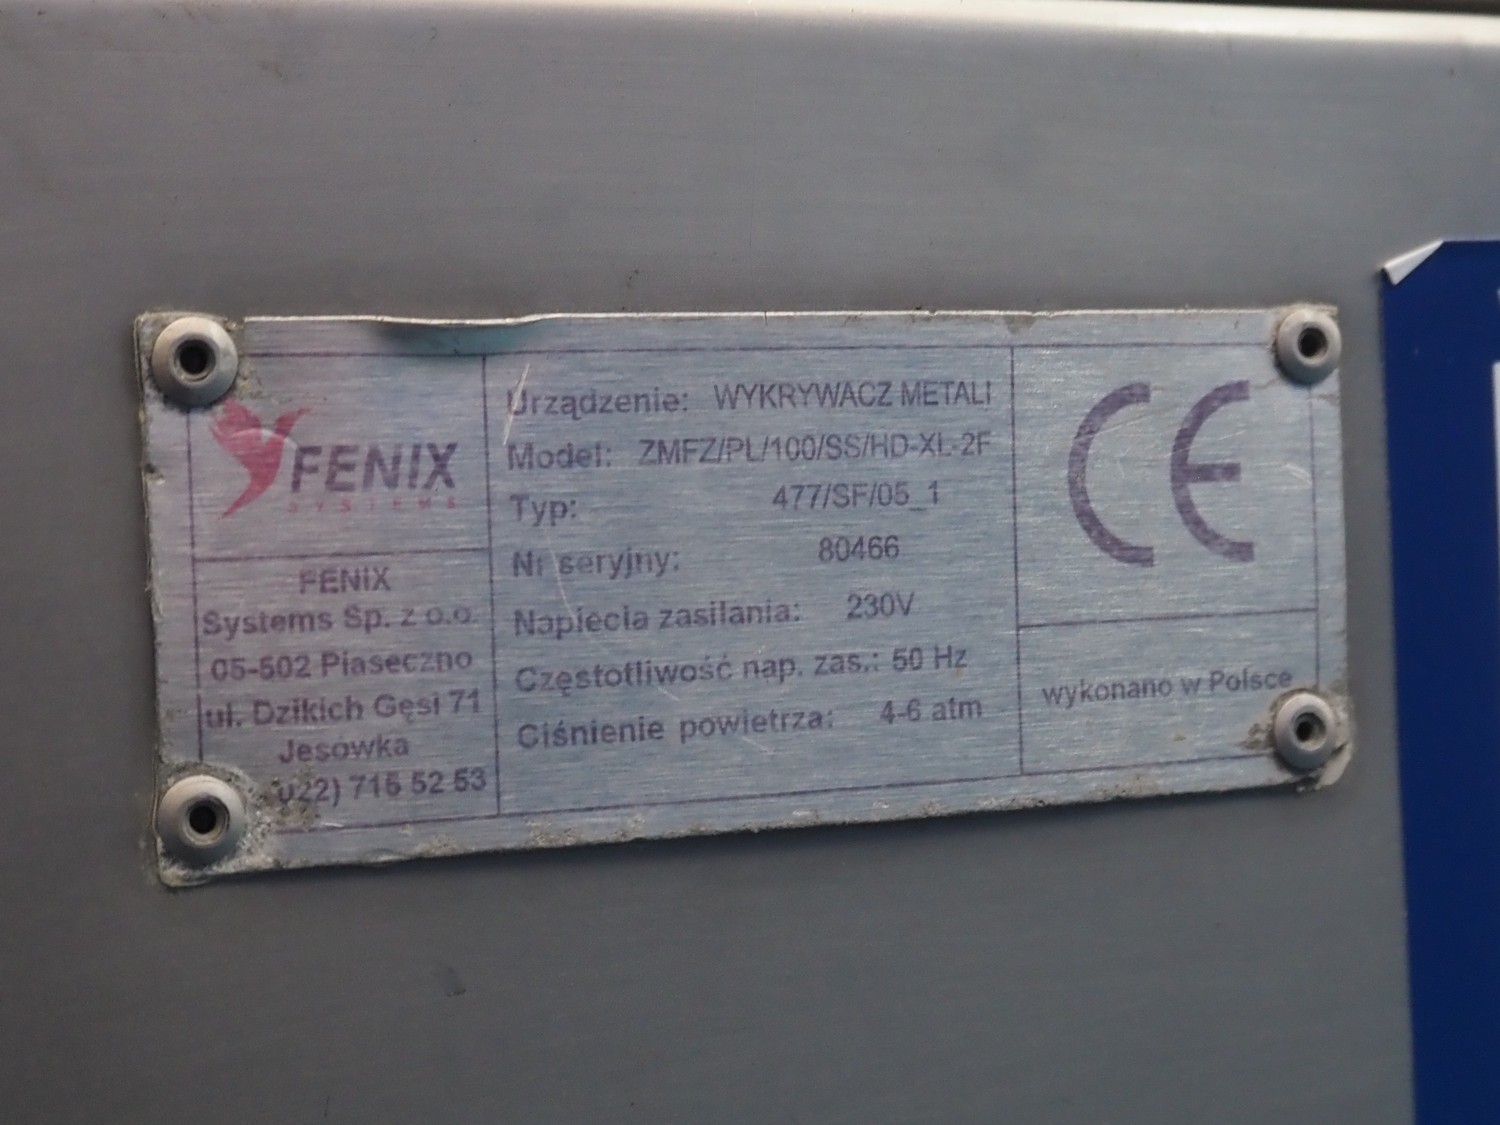 FENIX
SYSTEMS
FENIX
Systems Sp. z o.o.
05-502 Piaseczno
ul. Dzikich Gęsi 71
Jesowka
022) 715 52 53
Urządzenie: WYKRYWACZ METALI
Model: ZMFZ/PL/100/SS/HD-XL-2F
Typ: 477/SF/05_1
Nr seryjny: 80466
Napiecia zasilania: 230V
Częstotliwość nap. zas.: 50 Hz
Ciśnienie powietrza: 4-6 atm
CE
wykonano w Polsce